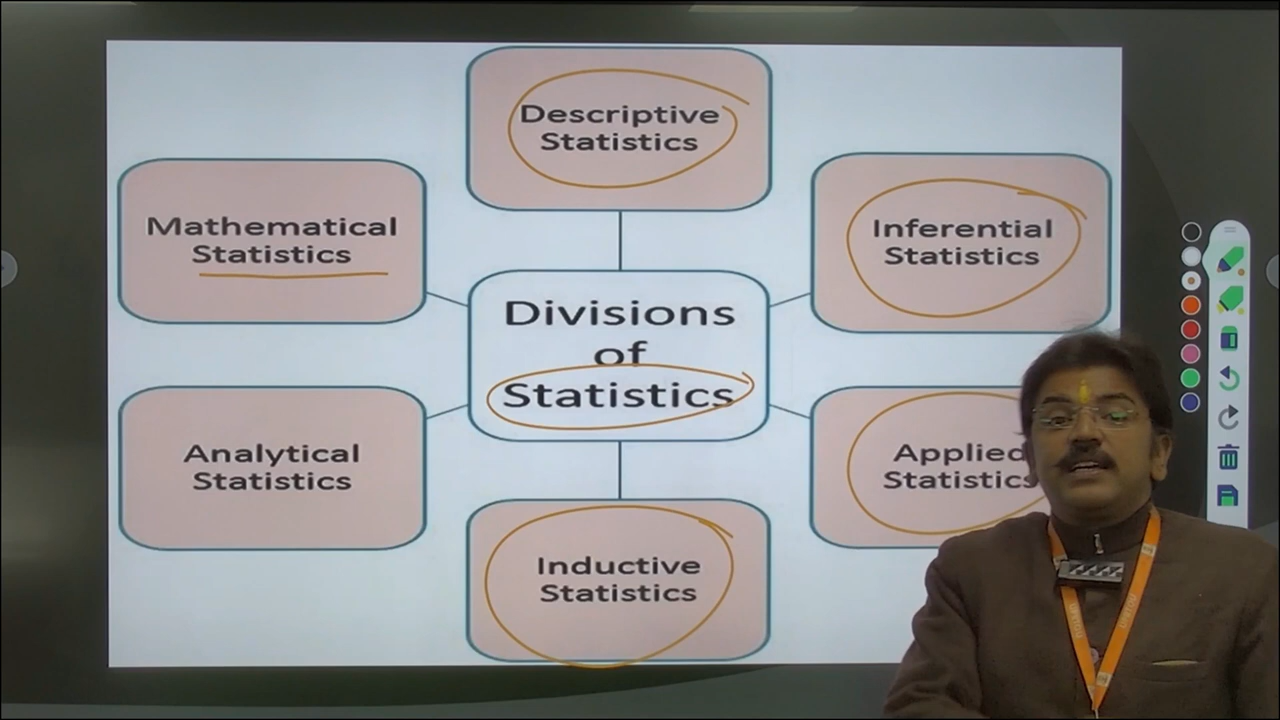 Descriptive
Statistics
Mathematical
Statistics
Inferential
Statistics
Divisions
of
Statistics
Analytical
Statistics
Applied
Statistics
Inductive
Statistics